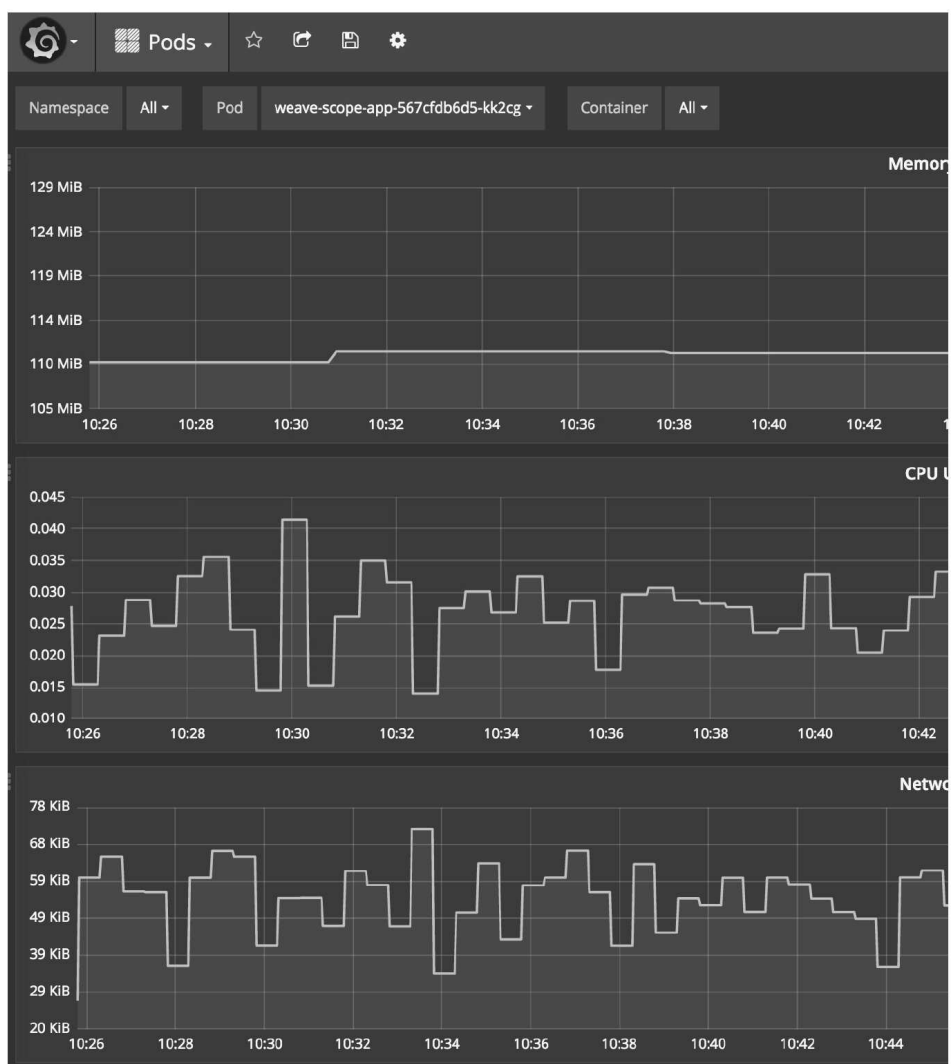 Pods
Namespace All Pod weave-scope-app-567cfdb6d5-kk2cg Container All
Memor
129 MiB
124 MiB
119 MiB
114 MiB
110 MiB
105 MiB
10:26 10:28 10:30 10:32 10:34 10:36 10:38 10:40 10:42 1
CPU U
0.045
0.040
0.035
0.030
0.025
0.020
0.015
0.010
10:26 10:28 10:30 10:32 10:34 10:36 10:38 10:40 10:42
Netwo
78 KiB
68 KiB
59 KiB
49 KiB
39 KiB
29 KiB
20 KiB
10:26 10:28 10:30 10:32 10:34 10:36 10:38 10:40 10:42 10:44